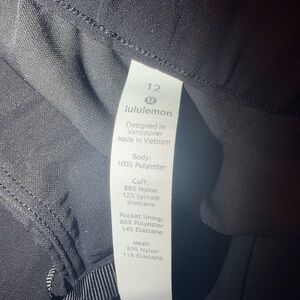 12
lululemon
Designed in
Vancouver
Made in Vietnam
Body:
100% Polyester
Cuff:
88% Nylon
12% Lycra®
elastane
Pocket lining:
86% Polyester
14% Elastane
Mesh:
89% Nylon
11% Elastane